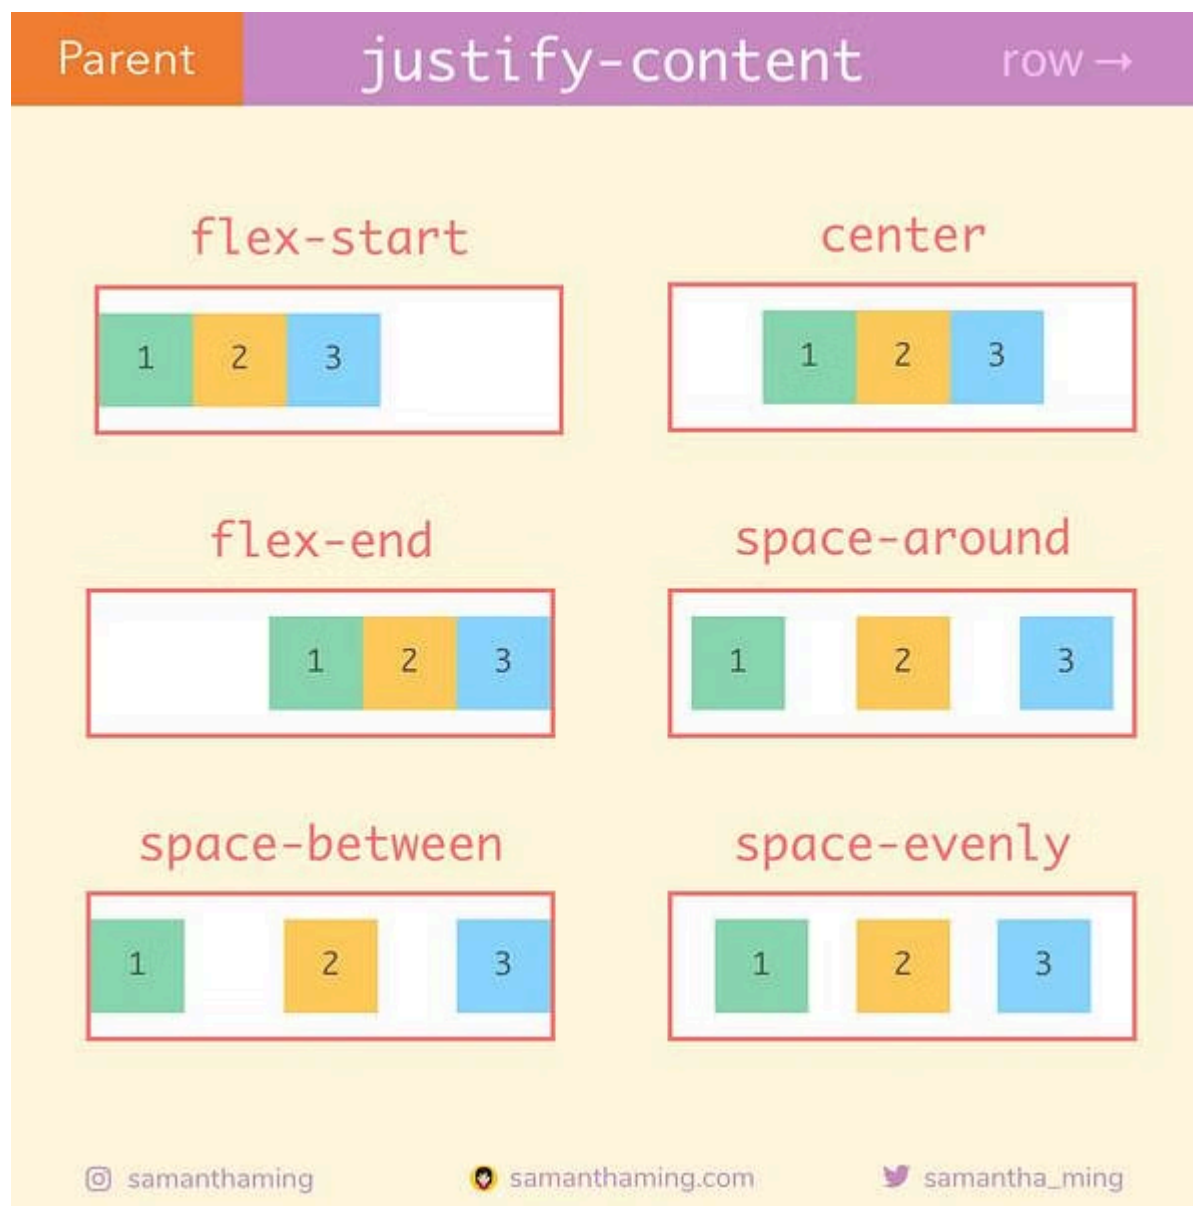 Parent justify-content row →
flex-start center
1 2 3 1 2 3
flex-end space-around
1 2 3 1 2 3
space-between space-evenly
1 2 3 1 2 3
samanthaming samanthaming.com samantha_ming